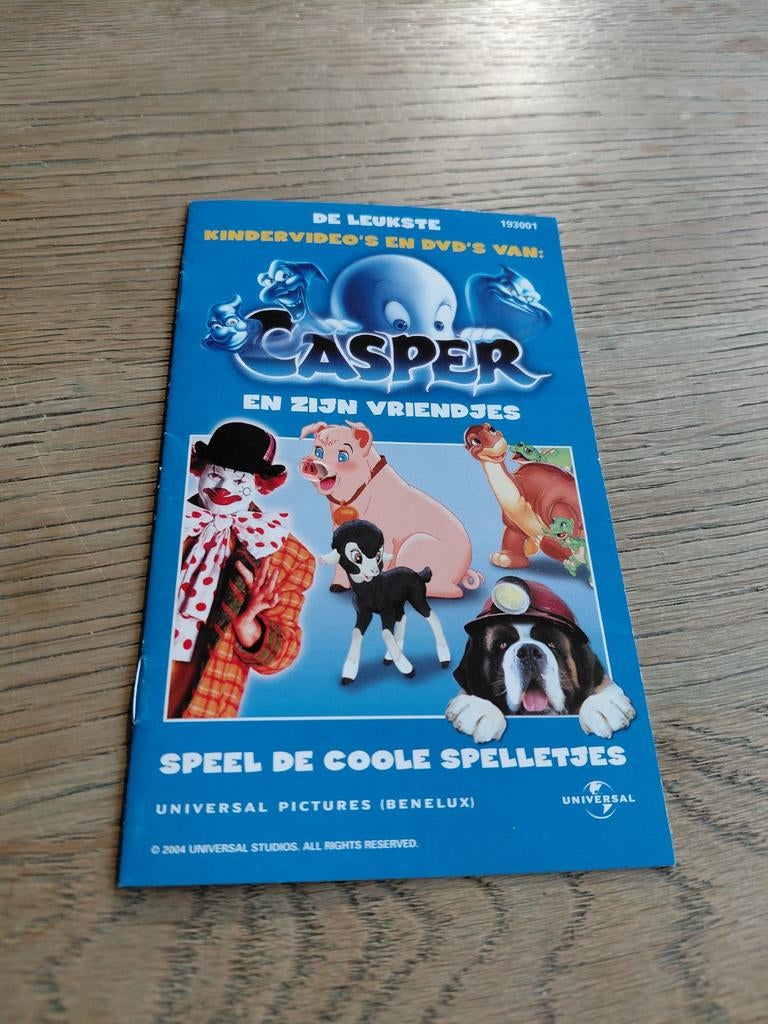 DE LEUKSTE
193001
KINDERVIDEO'S EN DVD'S VAN:
CASPER
EN ZIJN VRIENDJES
SPEEL DE COOLE SPELLETJES
UNIVERSAL PICTURES (BENELUX)
UNIVERSAL
© 2004 UNIVERSAL STUDIOS. ALL RIGHTS RESERVED.